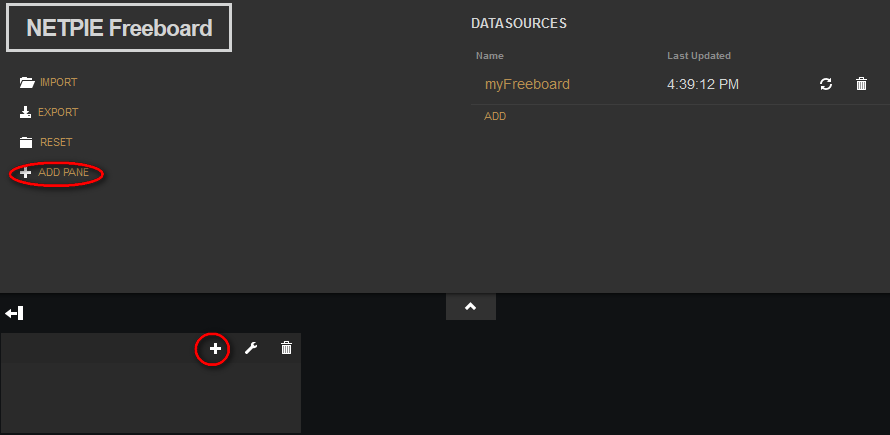 NETPIE Freeboard
IMPORT
EXPORT
RESET
ADD PANE
DATASOURCES
Name Last Updated
myFreeboard 4:39:12 PM
ADD